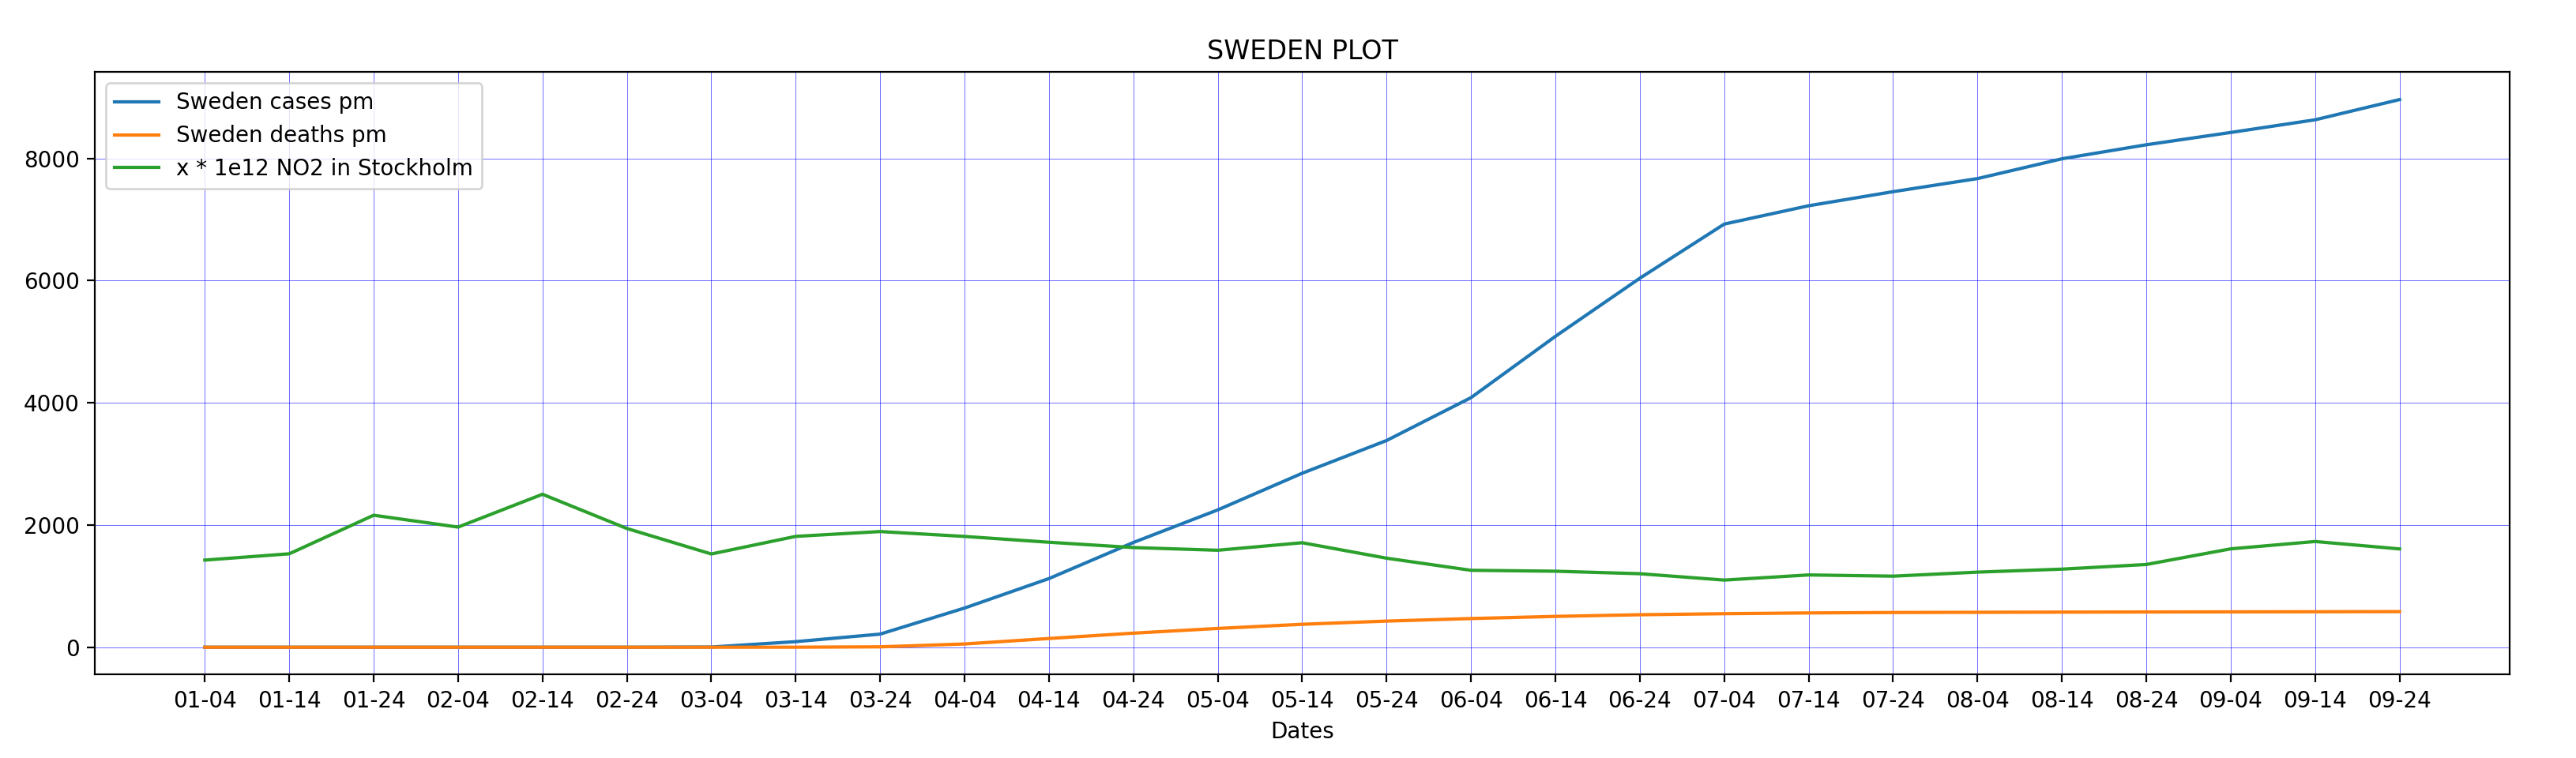 SWEDEN PLOT
Sweden cases pm
Sweden deaths pm
x * 1e12 NO2 in Stockholm
8000
6000
4000
2000
0
01-04 01-14 01-24 02-04 02-14 02-24 03-04 03-14 03-24 04-04 04-14 04-24 05-04 05-14 05-24 06-04 06-14 06-24 07-04 07-14 07-24 08-04 08-14 08-24 09-04 09-14 09-24
Dates